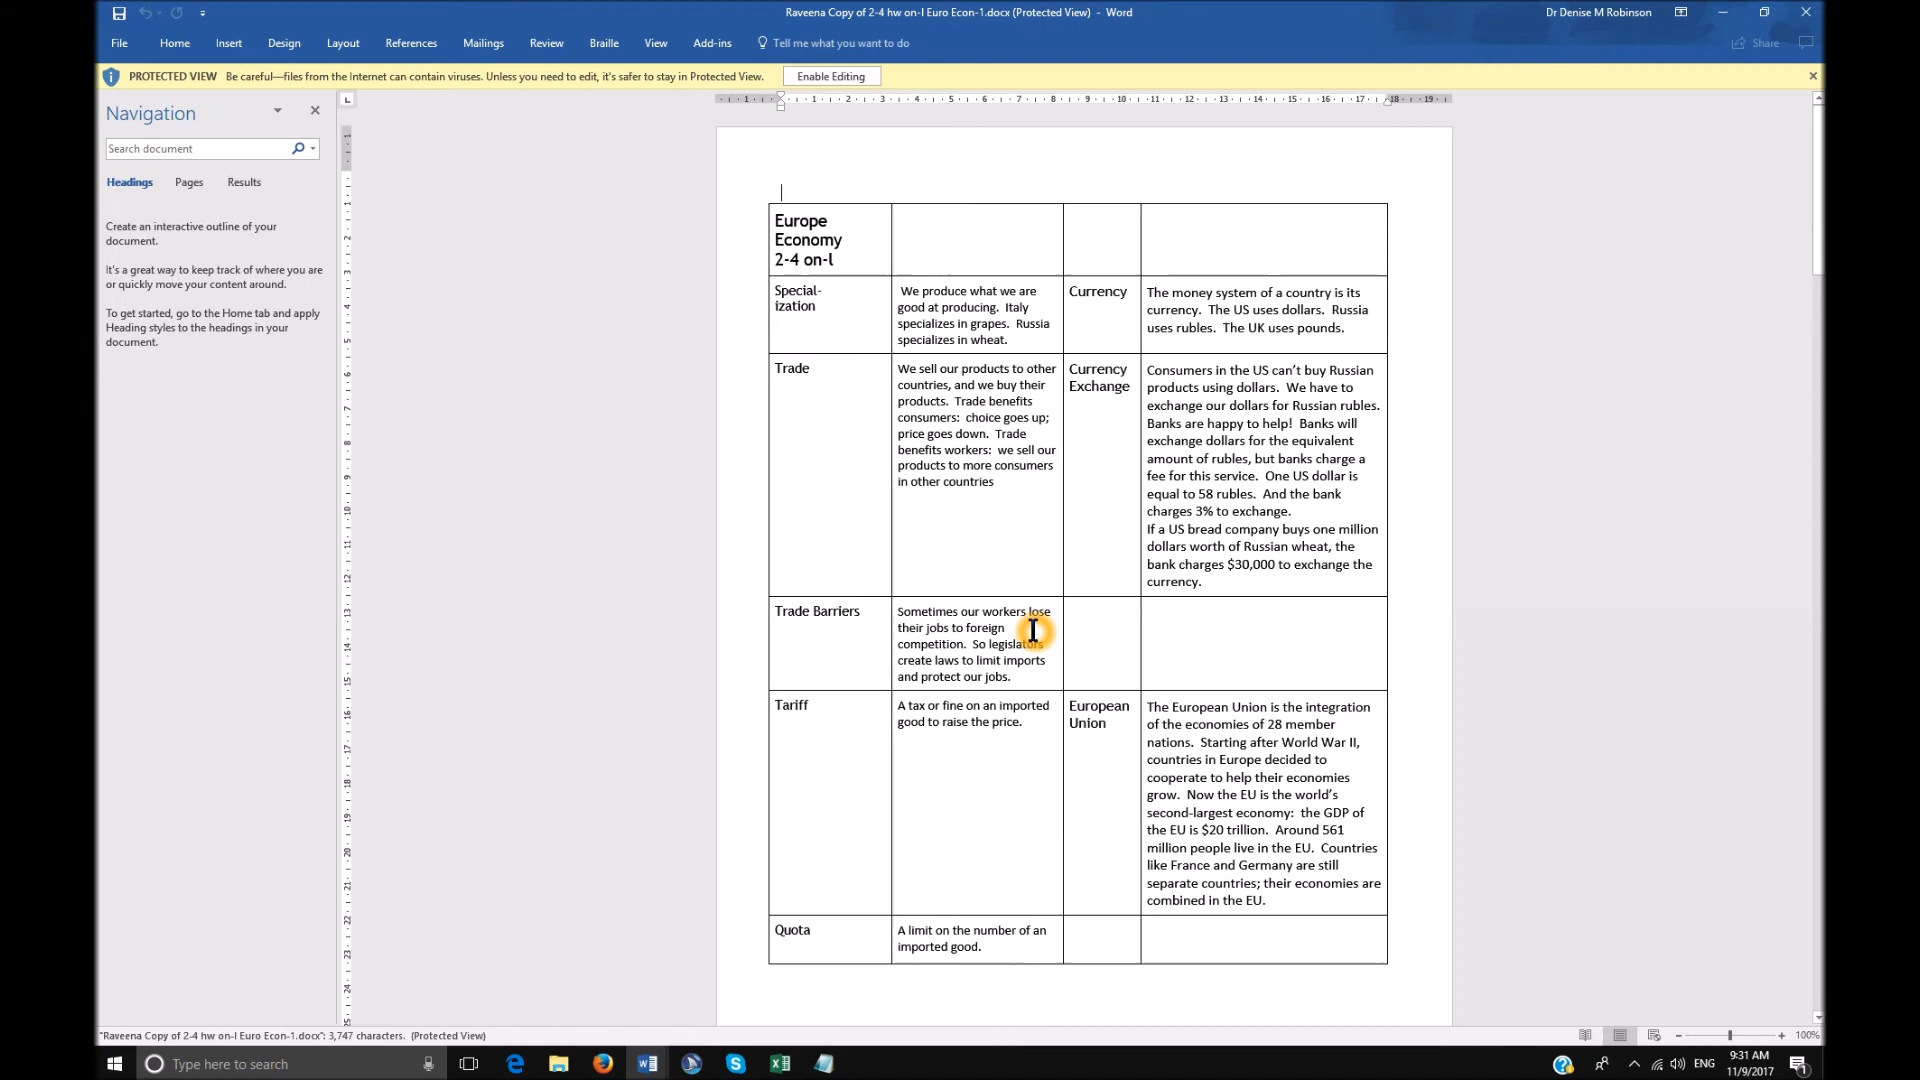 Raveena Copy of 2-4 hw on-l Euro Econ-1.docx (Protected View) - Word
Dr Denise M Robinson
File Home Insert Design Layout References Mailings Review Braille View Add-ins Tell me what you want to do
Share
PROTECTED VIEW Be careful—files from the Internet can contain viruses. Unless you need to edit, it's safer to stay in Protected View. Enable Editing
Navigation
Search document
Headings Pages Results
Create an interactive outline of your
document.
It's a great way to keep track of where you are
or quickly move your content around.
To get started, go to the Home tab and apply
Heading styles to the headings in your
document.
Europe
Economy
2-4 on-l
Special-
ization
We produce what we are
good at producing. Italy
specializes in grapes. Russia
specializes in wheat.
Currency
The money system of a country is its
currency. The US uses dollars. Russia
uses rubles. The UK uses pounds.
Trade
We sell our products to other
countries, and we buy their
products. Trade benefits
consumers: choice goes up;
price goes down. Trade
benefits workers: we sell our
products to more consumers
in other countries
Currency
Exchange
Consumers in the US can't buy Russian
products using dollars. We have to
exchange our dollars for Russian rubles.
Banks are happy to help! Banks will
exchange dollars for the equivalent
amount of rubles, but banks charge a
fee for this service. One US dollar is
equal to 58 rubles. And the bank
charges 3% to exchange.
If a US bread company buys one million
dollars worth of Russian wheat, the
bank charges $30,000 to exchange the
currency.
Trade Barriers
Sometimes our workers lose
their jobs to foreign
competition. So legislators
create laws to limit imports
and protect our jobs.
Tariff
A tax or fine on an imported
good to raise the price.
European
Union
The European Union is the integration
of the economies of 28 member
nations. Starting after World War II,
countries in Europe decided to
cooperate to help their economies
grow. Now the EU is the world's
second-largest economy: the GDP of
the EU is $20 trillion. Around 561
million people live in the EU. Countries
like France and Germany are still
separate countries; their economies are
combined in the EU.
Quota
A limit on the number of an
imported good.
"Raveena Copy of 2-4 hw on-l Euro Econ-1.docx": 3,747 characters. (Protected View)
100%
Type here to search
ENG
9:31 AM
11/9/2017